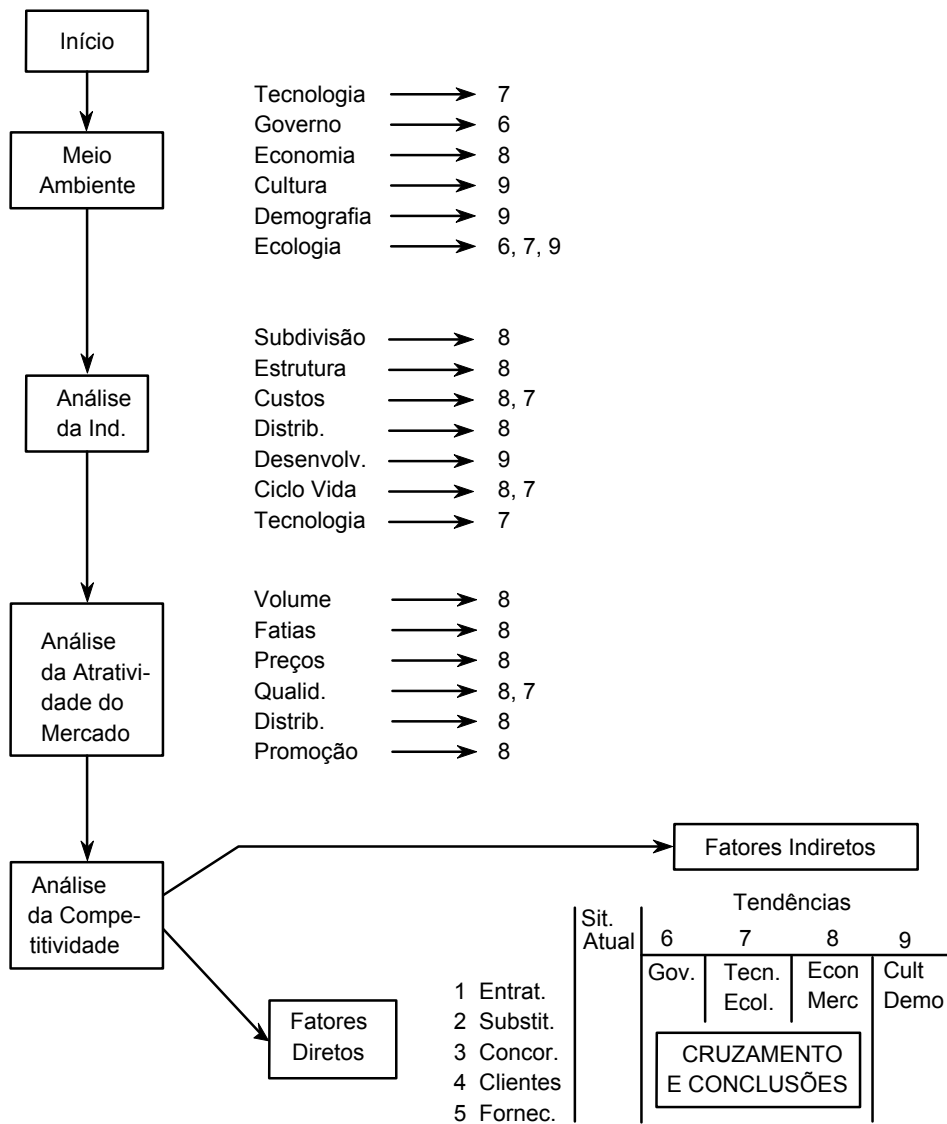 Início
Meio
Ambiente
Tecnologia 7
Governo 6
Economia 8
Cultura 9
Demografia 9
Ecologia 6, 7, 9
Análise
da Ind.
Subdivisão 8
Estrutura 8
Custos 8, 7
Distrib. 8
Desenvolv. 9
Ciclo Vida 8, 7
Tecnologia 7
Análise
da Atrativi-
dade do
Mercado
Volume 8
Fatias 8
Preços 8
Qualid. 8, 7
Distrib. 8
Promoção 8
Análise
da Compe-
titividade
Fatores Indiretos
Fatores
Diretos
Tendências
Sit.
Atual 6 7 8 9
Gov. Tecn. Econ Cult
Ecol. Merc Demo
1 Entrat.
2 Substit.
3 Concor.
4 Clientes
5 Fornec.
CRUZAMENTO
E CONCLUSÕES